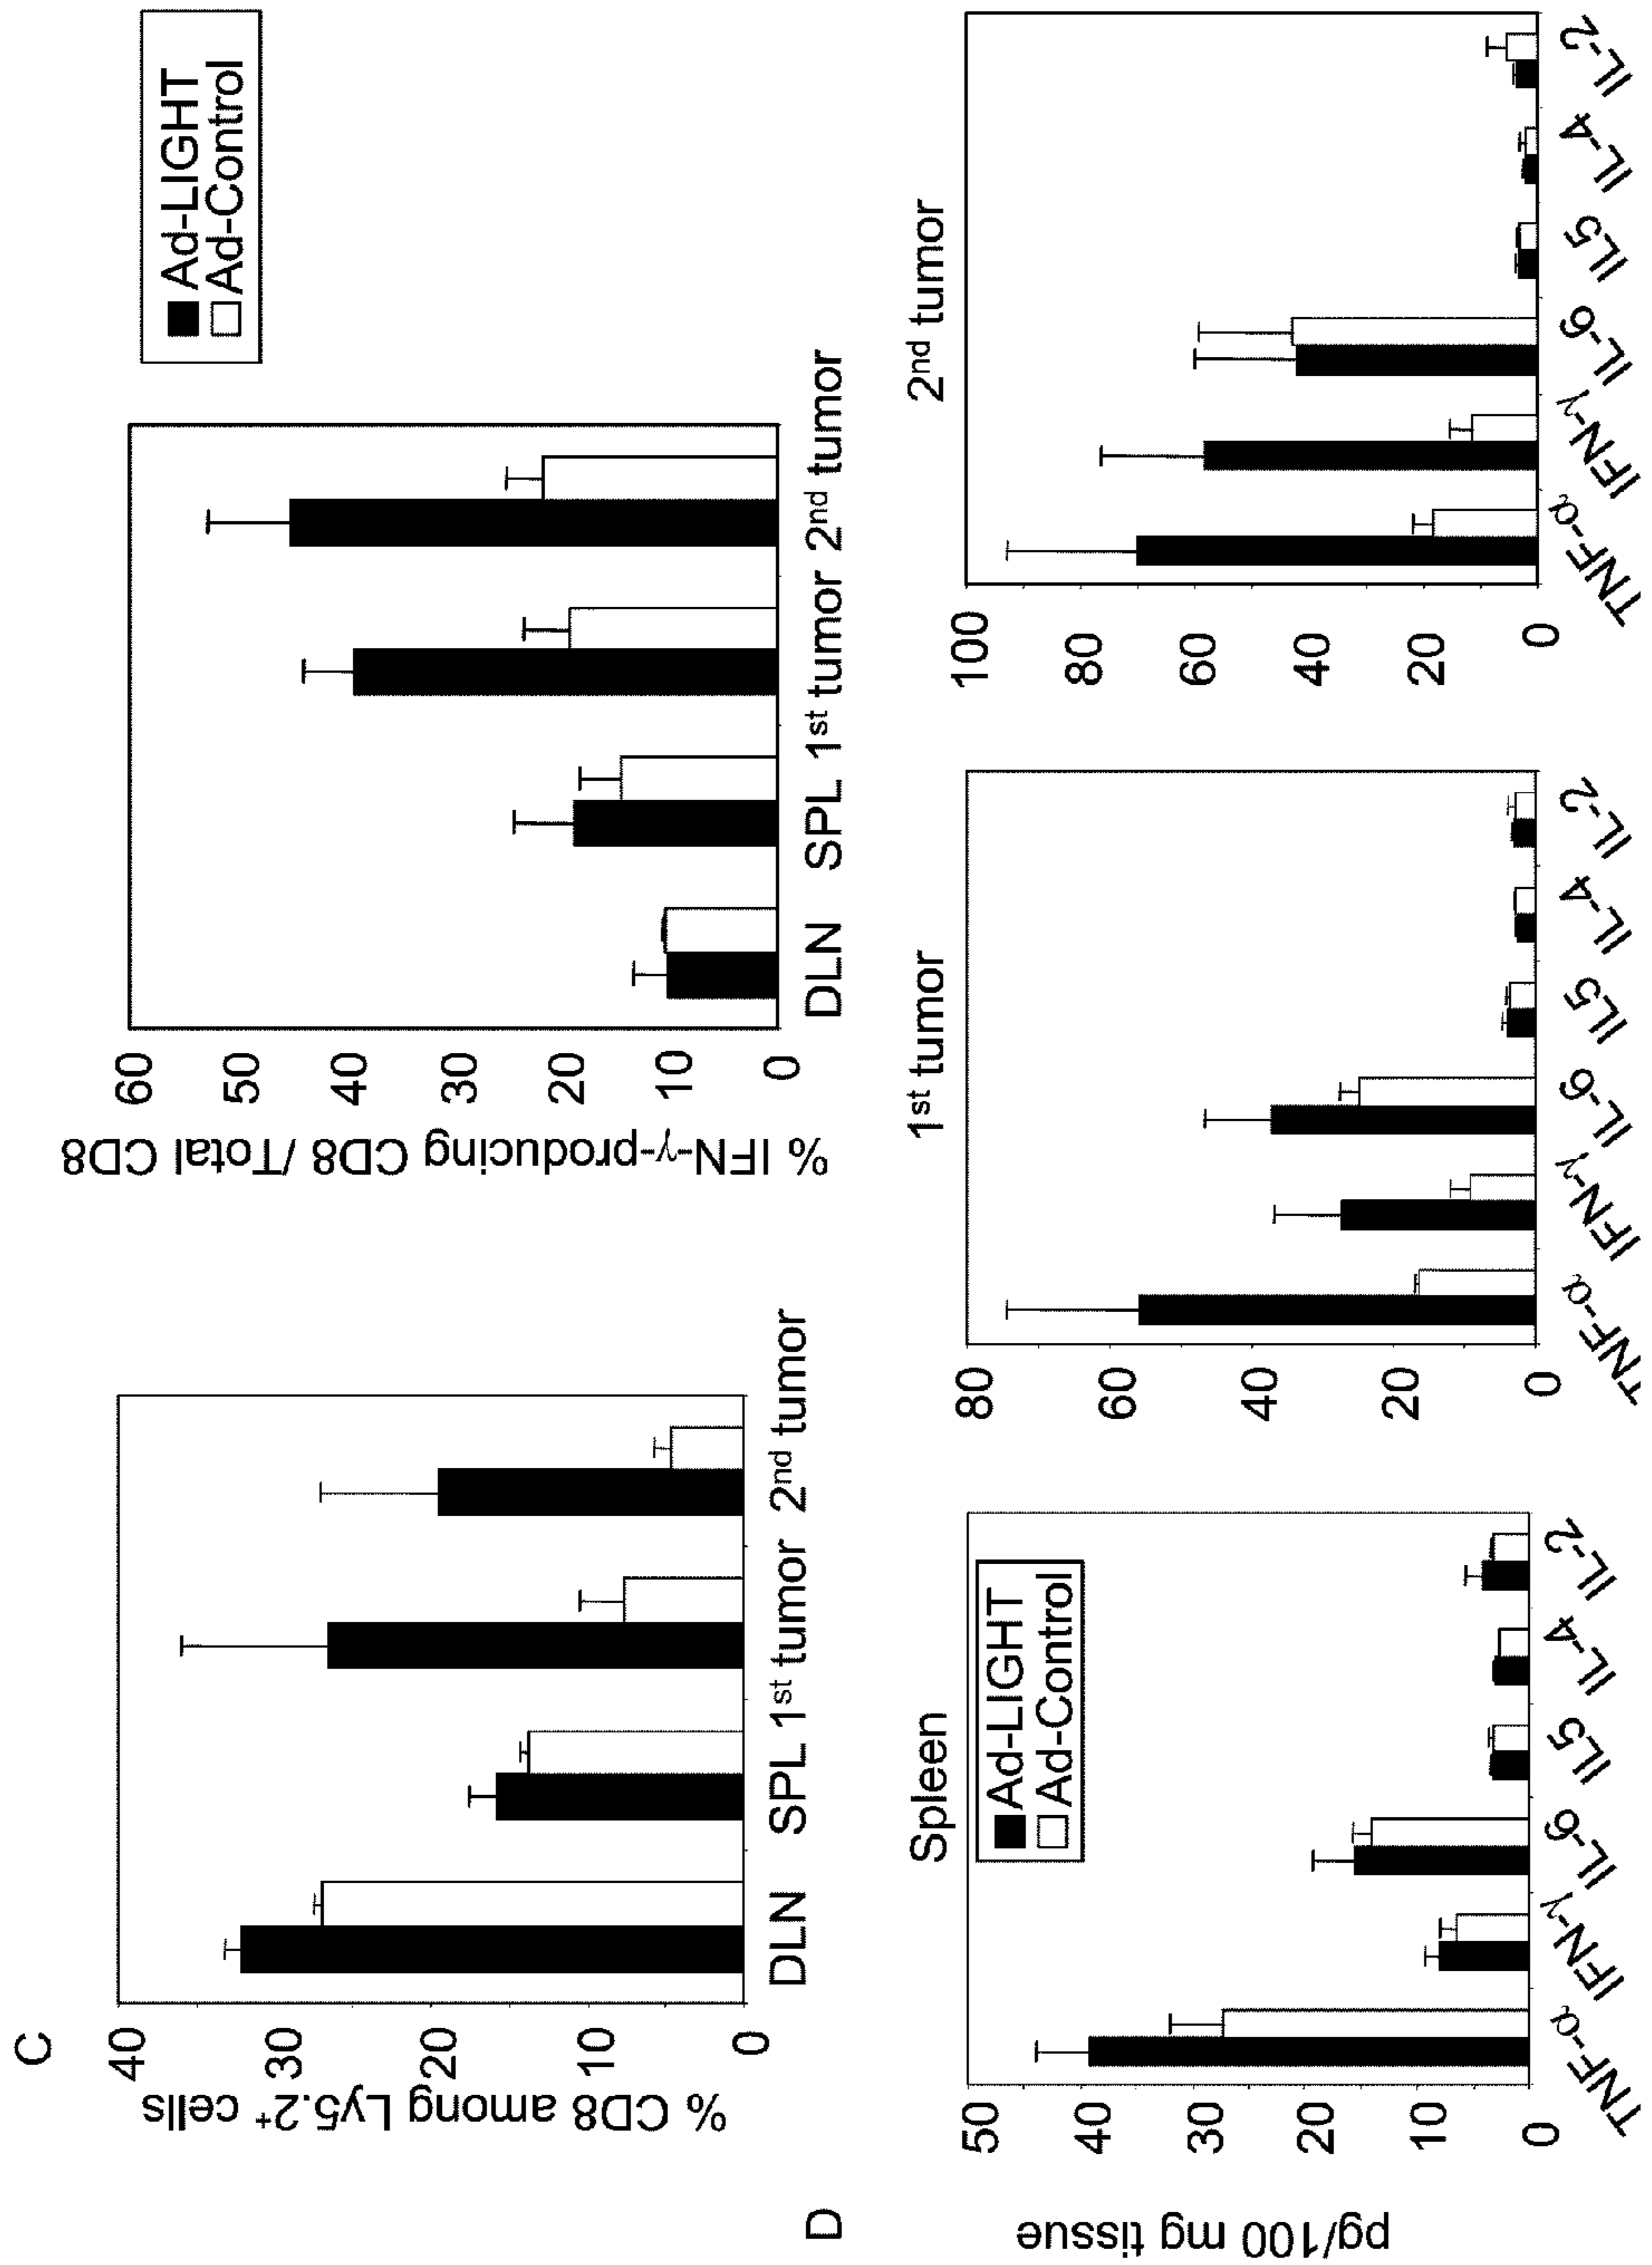 C
% CD8 among Ly5.2⁺ cells
40
30
20
10
0
DLN SPL 1st tumor 2nd tumor
% IFN-γ-producing CD8 /Total CD8
60
50
40
30
20
10
0
DLN SPL 1st tumor 2nd tumor
Ad-LIGHT
Ad-Control
D
pg/100 mg tissue
Spleen
Ad-LIGHT
Ad-Control
50
40
30
20
10
0
TNF-α IFN-γ IL-6 IL5 IL-4 IL-2
1st tumor
80
60
40
20
0
TNF-α IFN-γ IL-6 IL5 IL-4 IL-2
2nd tumor
100
80
60
40
20
0
TNF-α IFN-γ IL-6 IL5 IL-4 IL-2